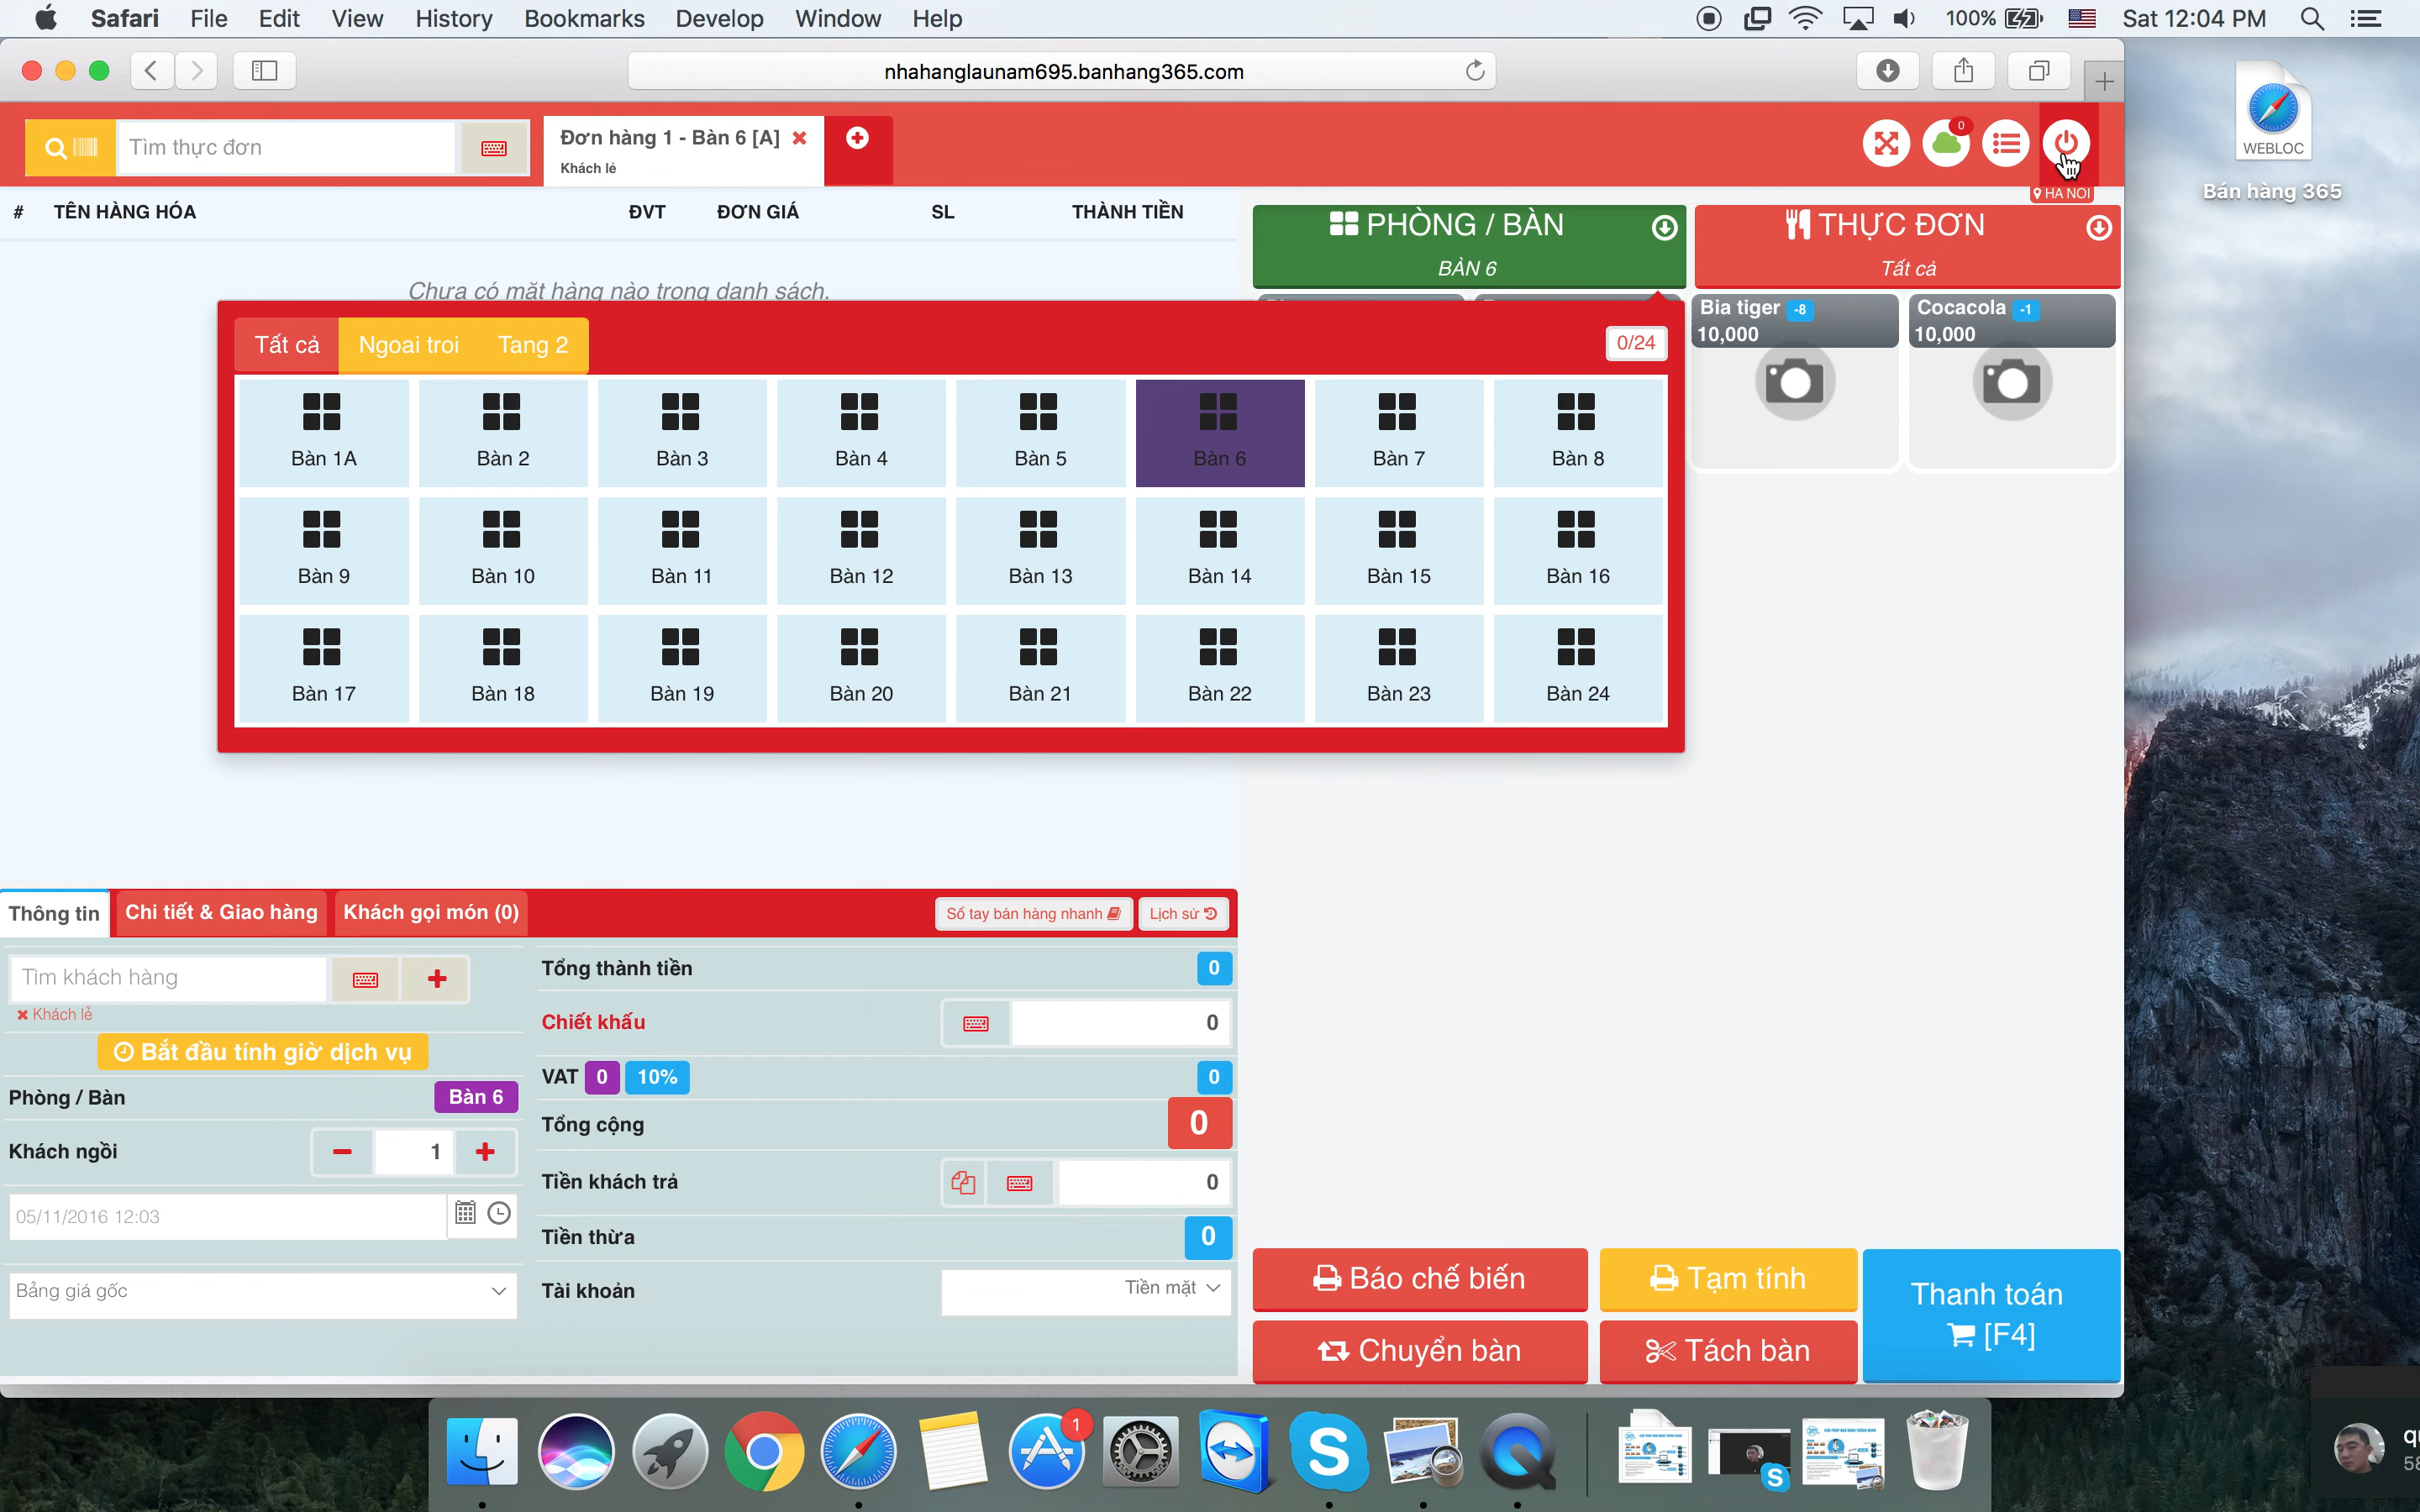 Safari File Edit View History Bookmarks Develop Window Help 100% Sat 12:04 PM
nhahanglaunam695.banhang365.com
WEBLOC
Bán hàng 365
Tìm thực đơn
Đơn hàng 1 - Bàn 6 [A]
Khách lẻ
0
HA NOI
# TÊN HÀNG HÓA ĐVT ĐƠN GIÁ SL THÀNH TIỀN
PHÒNG / BÀN
BÀN 6
THỰC ĐƠN
Tất cả
Chưa có mặt hàng nào trong danh sách.
Bia tiger -8
10,000
Cocacola -1
10,000
Tất cả Ngoai troi Tang 2 0/24
Bàn 1A Bàn 2 Bàn 3 Bàn 4 Bàn 5 Bàn 6 Bàn 7 Bàn 8
Bàn 9 Bàn 10 Bàn 11 Bàn 12 Bàn 13 Bàn 14 Bàn 15 Bàn 16
Bàn 17 Bàn 18 Bàn 19 Bàn 20 Bàn 21 Bàn 22 Bàn 23 Bàn 24
Thông tin Chi tiết & Giao hàng Khách gọi món (0) Sổ tay bán hàng nhanh Lịch sử
Tìm khách hàng
Khách lẻ
Bắt đầu tính giờ dịch vụ
Phòng / Bàn Bàn 6
Khách ngồi 1
05/11/2016 12:03
Bảng giá gốc
Tổng thành tiền 0
Chiết khấu 0
VAT 0 10% 0
Tổng cộng 0
Tiền khách trả 0
Tiền thừa 0
Tài khoản Tiền mặt
Báo chế biến
Tạm tính
Thanh toán
[F4]
Chuyển bàn
Tách bàn
1